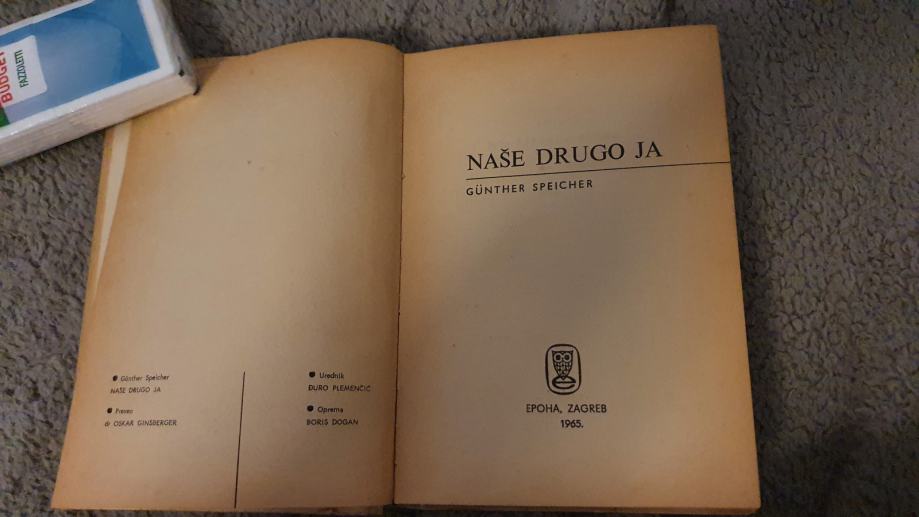 BUDGET
FAZZOLETTI
Günther Speicher
NAŠE DRUGO JA
Preveo
dr OSKAR GINSBERGER
Urednik
ĐURO PLEMENČIĆ
Oprema
BORIS DOGAN
NAŠE DRUGO JA
GÜNTHER SPEICHER
EPOHA, ZAGREB
1965.